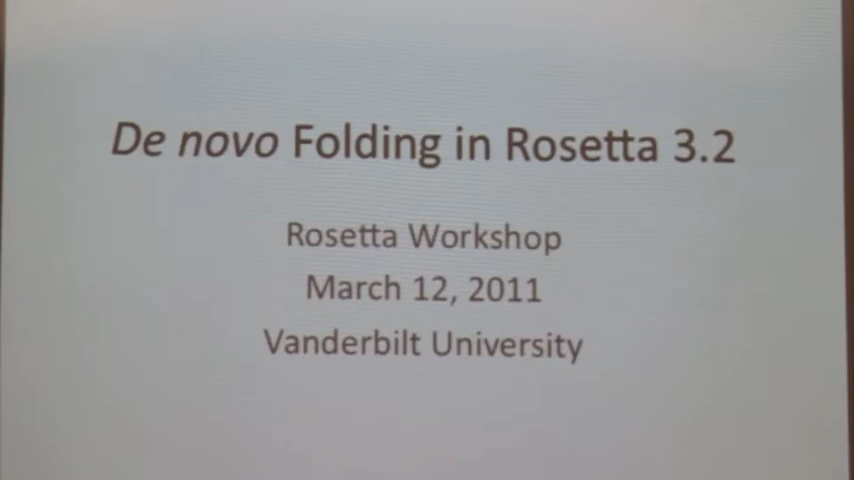 De novo Folding in Rosetta 3.2
Rosetta Workshop
March 12, 2011
Vanderbilt University